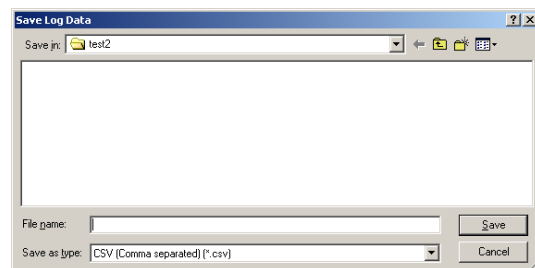 Save Log Data
Save in: test2
File name:
Save
Save as type: CSV (Comma separated) (*.csv)
Cancel